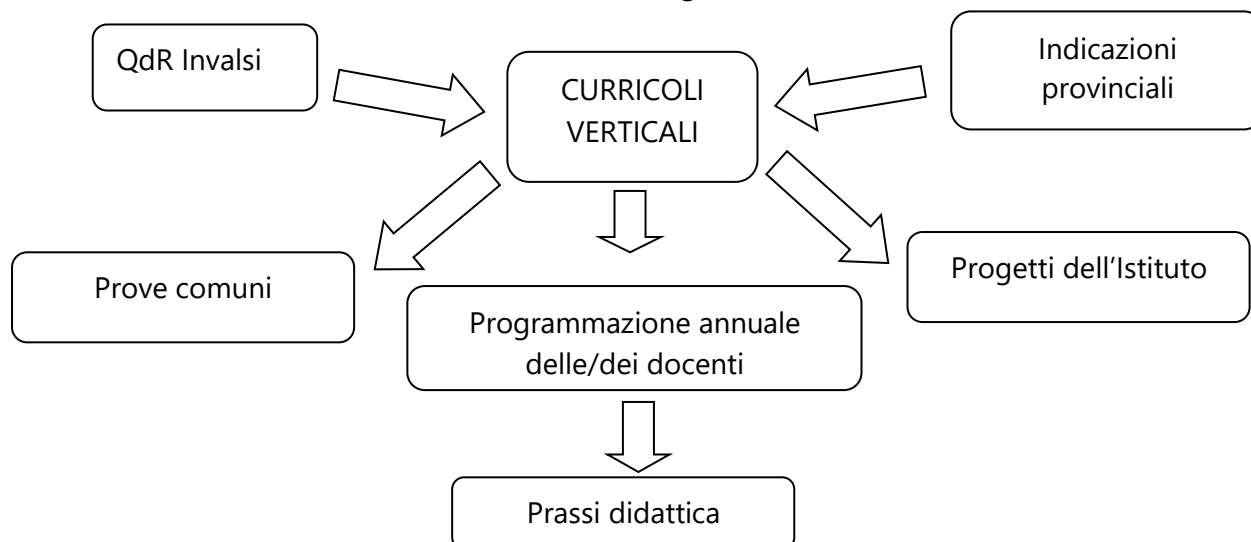 QdR Invalsi
CURRICOLI
VERTICALI
Indicazioni
provinciali
Prove comuni
Programmazione annuale
delle/dei docenti
Progetti dell’Istituto
Prassi didattica